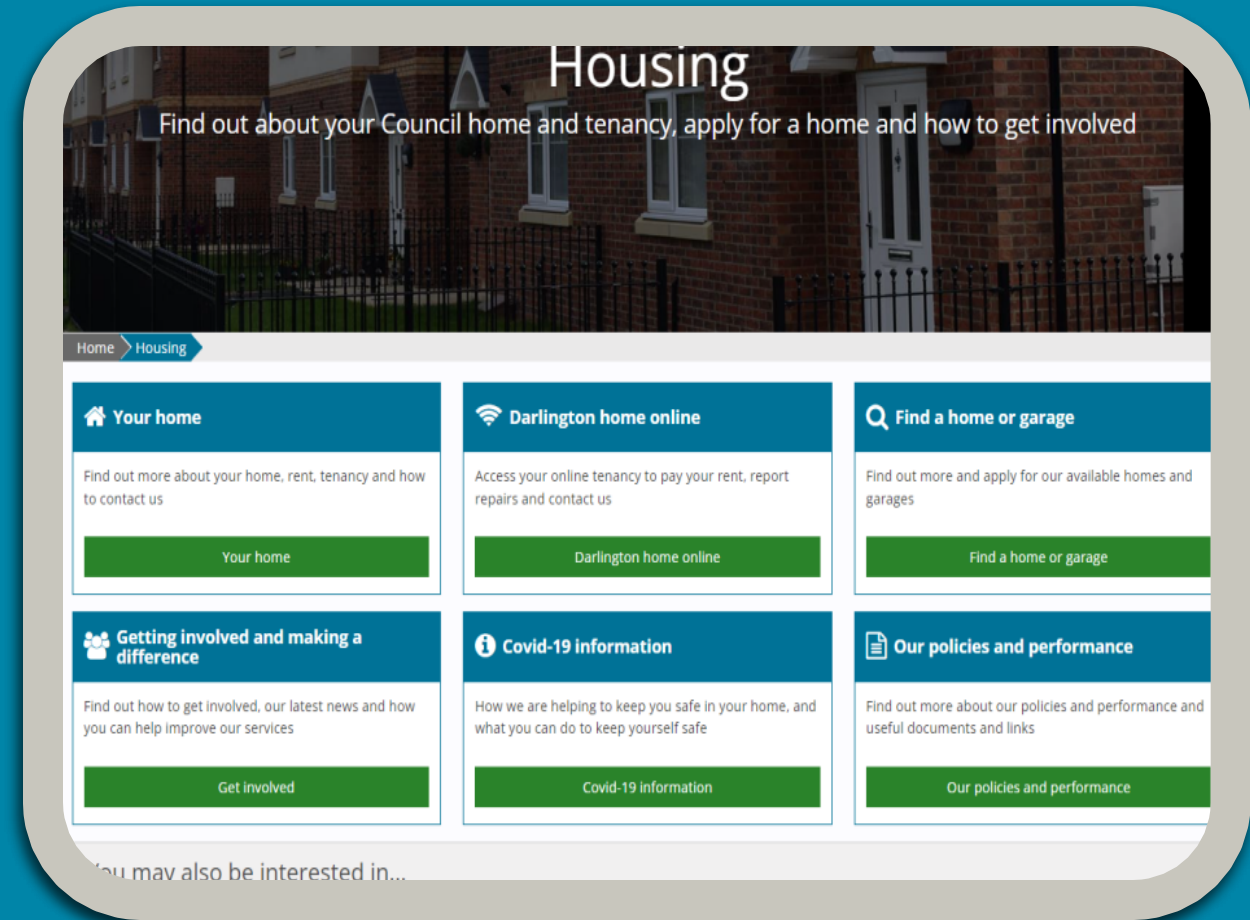 Housing
Find out about your Council home and tenancy, apply for a home and how to get involved
Home Housing
Your home
Find out more about your home, rent, tenancy and how
to contact us
Your home
Darlington home online
Access your online tenancy to pay your rent, report
repairs and contact us
Darlington home online
Find a home or garage
Find out more and apply for our available homes and
garages
Find a home or garage
Getting involved and making a
difference
Find out how to get involved, our latest news and how
you can help improve our services
Get involved
Covid-19 information
How we are helping to keep you safe in your home, and
what you can do to keep yourself safe
Covid-19 information
Our policies and performance
Find out more about our policies and performance and
useful documents and links
Our policies and performance
You may also be interested in...